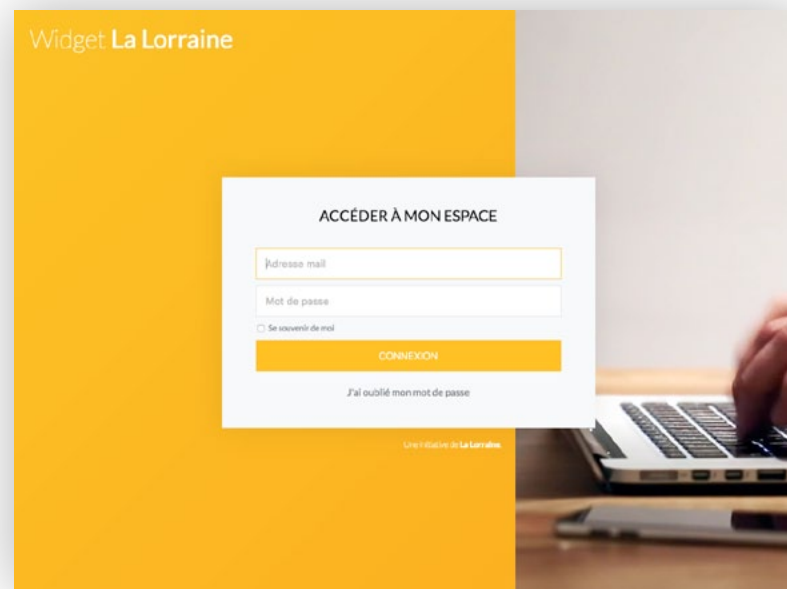 Widget La Lorraine
ACCÉDER À MON ESPACE
Adresse mail
Mot de passe
Se souvenir de moi
CONNEXION
J'ai oublié mon mot de passe
Une initiative de La Lorraine.